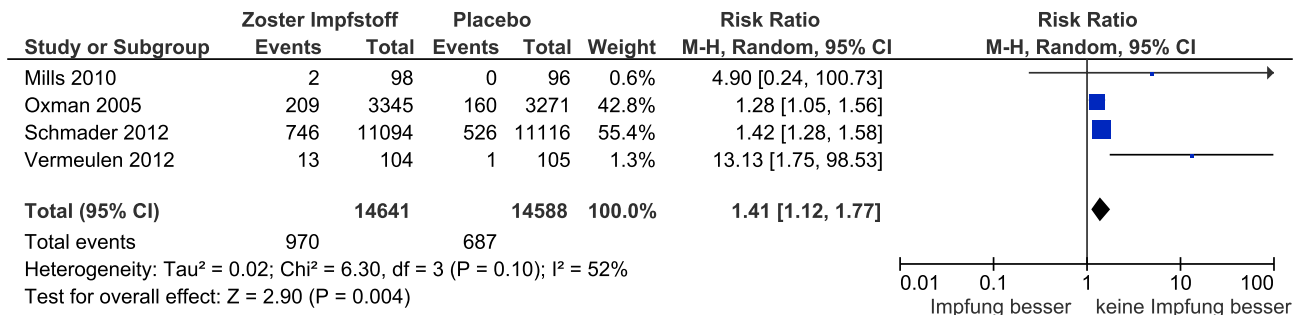 Zoster Impfstoff Placebo Risk Ratio Risk Ratio
Study or Subgroup Events Total Events Total Weight M-H, Random, 95% CI M-H, Random, 95% CI
Mills 2010 2 98 0 96 0.6% 4.90 [0.24, 100.73]
Oxman 2005 209 3345 160 3271 42.8% 1.28 [1.05, 1.56]
Schmader 2012 746 11094 526 11116 55.4% 1.42 [1.28, 1.58]
Vermeulen 2012 13 104 1 105 1.3% 13.13 [1.75, 98.53]
Total (95% CI) 14641 14588 100.0% 1.41 [1.12, 1.77]
Total events 970 687
Heterogeneity: Tau² = 0.02; Chi² = 6.30, df = 3 (P = 0.10); I² = 52%
Test for overall effect: Z = 2.90 (P = 0.004)
0.01 0.1 1 10 100
Impfung besser keine Impfung besser